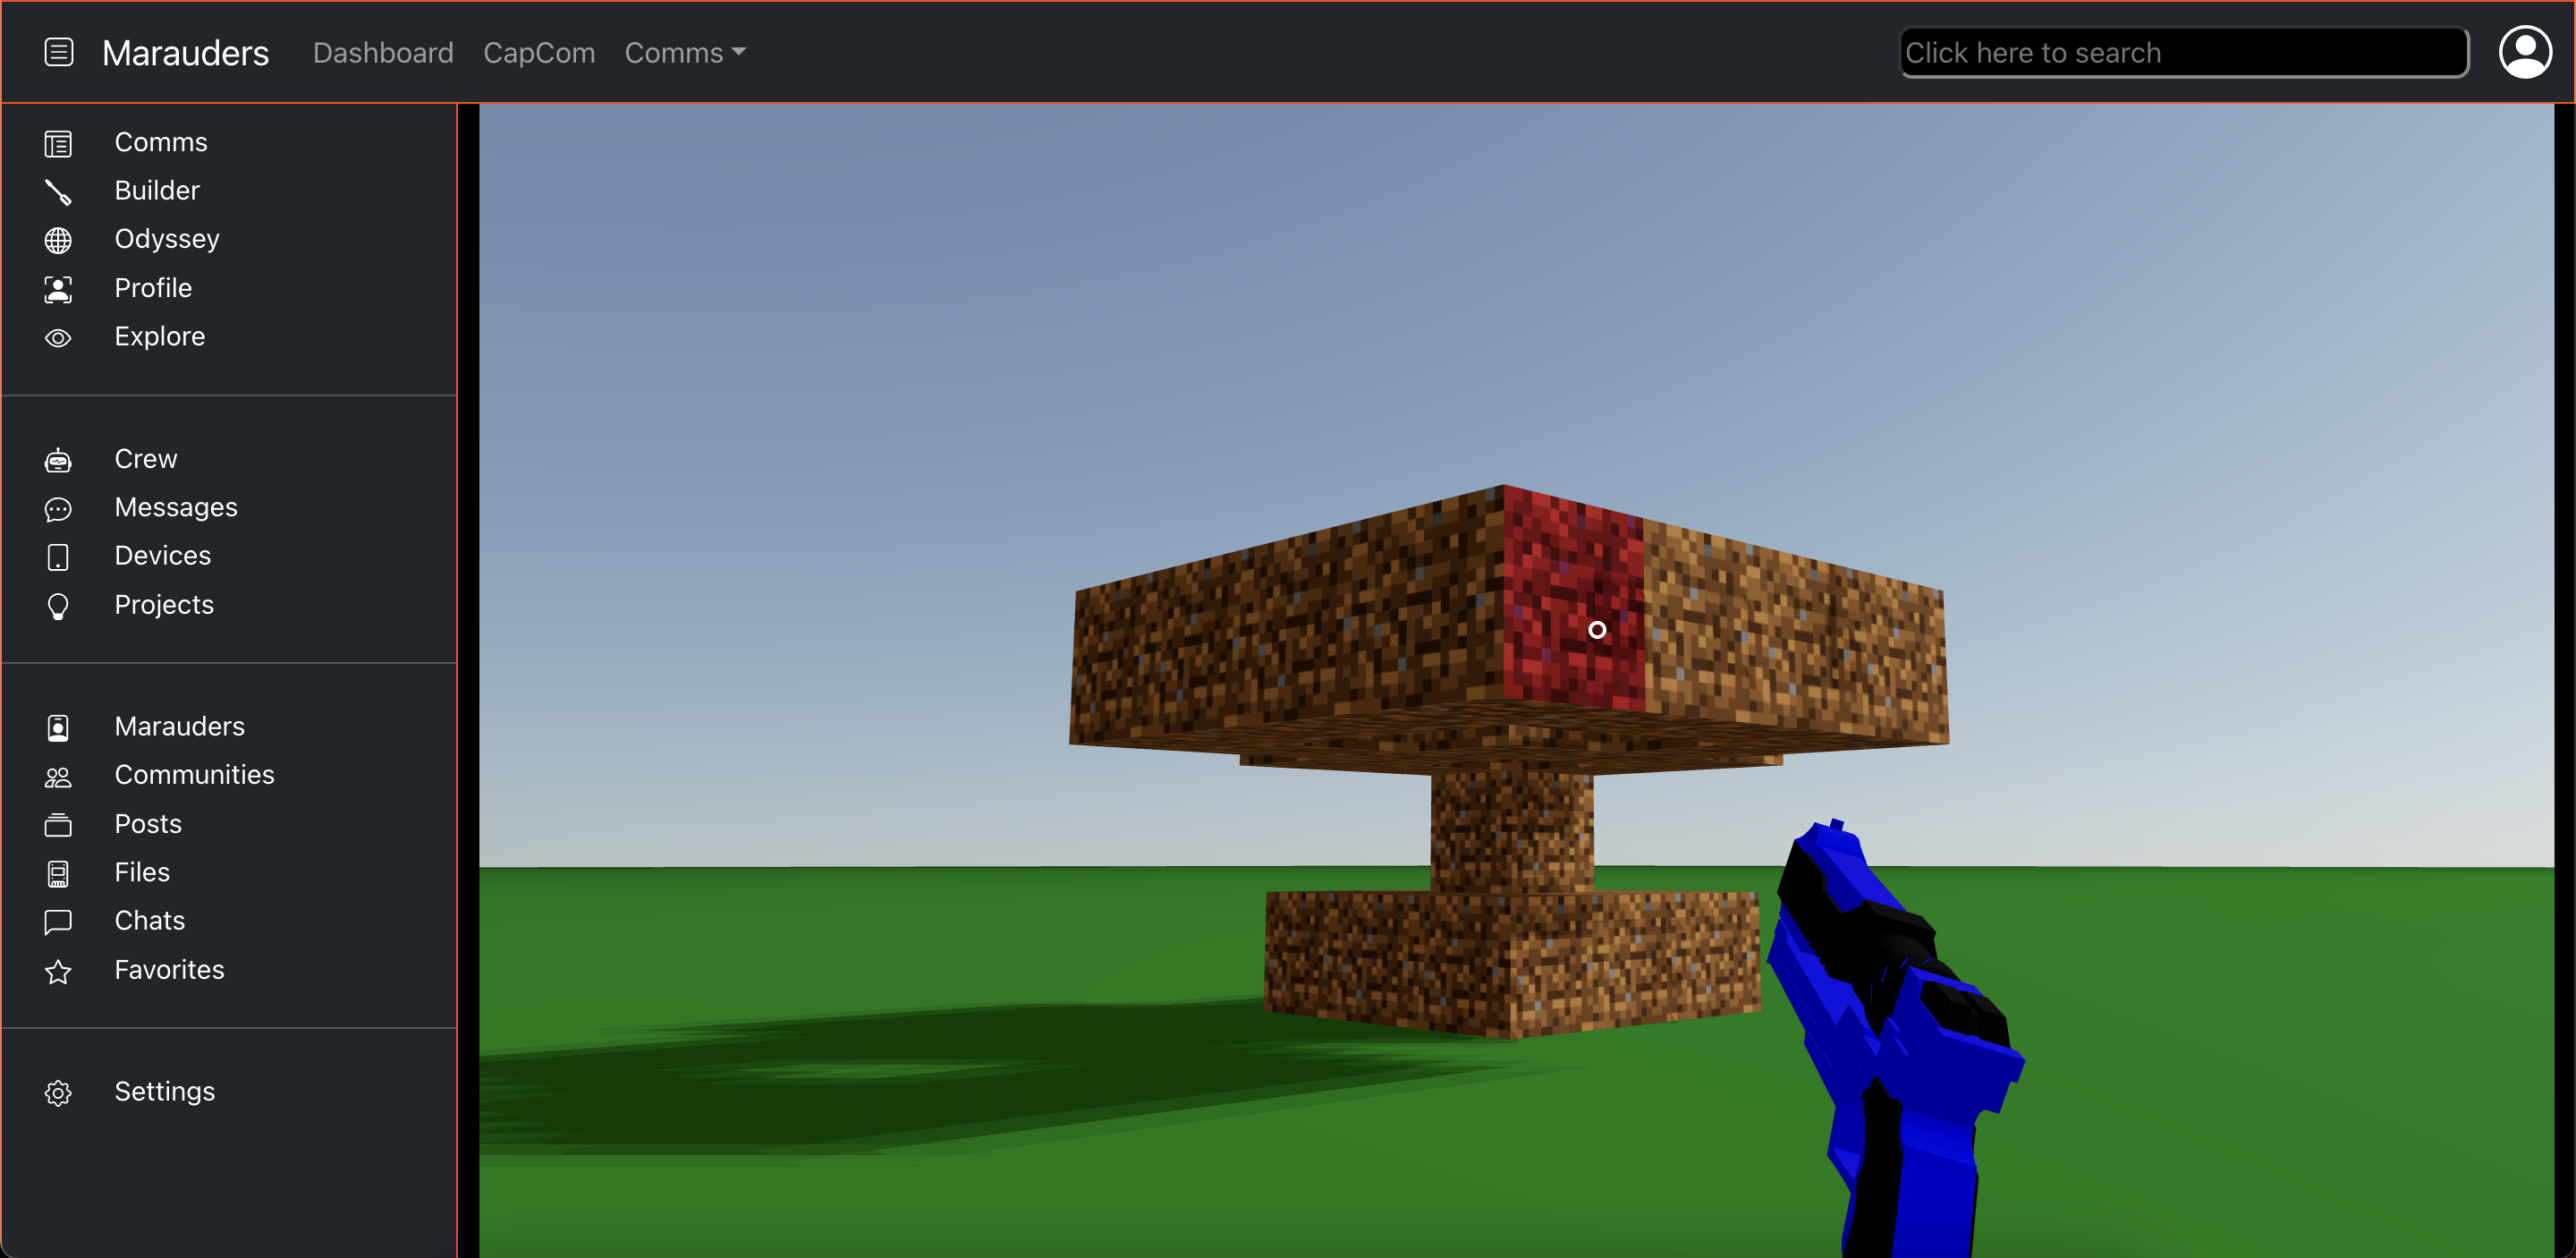 Marauders Dashboard CapCom Comms Click here to search
Comms
Builder
Odyssey
Profile
Explore
Crew
Messages
Devices
Projects
Marauders
Communities
Posts
Files
Chats
Favorites
Settings